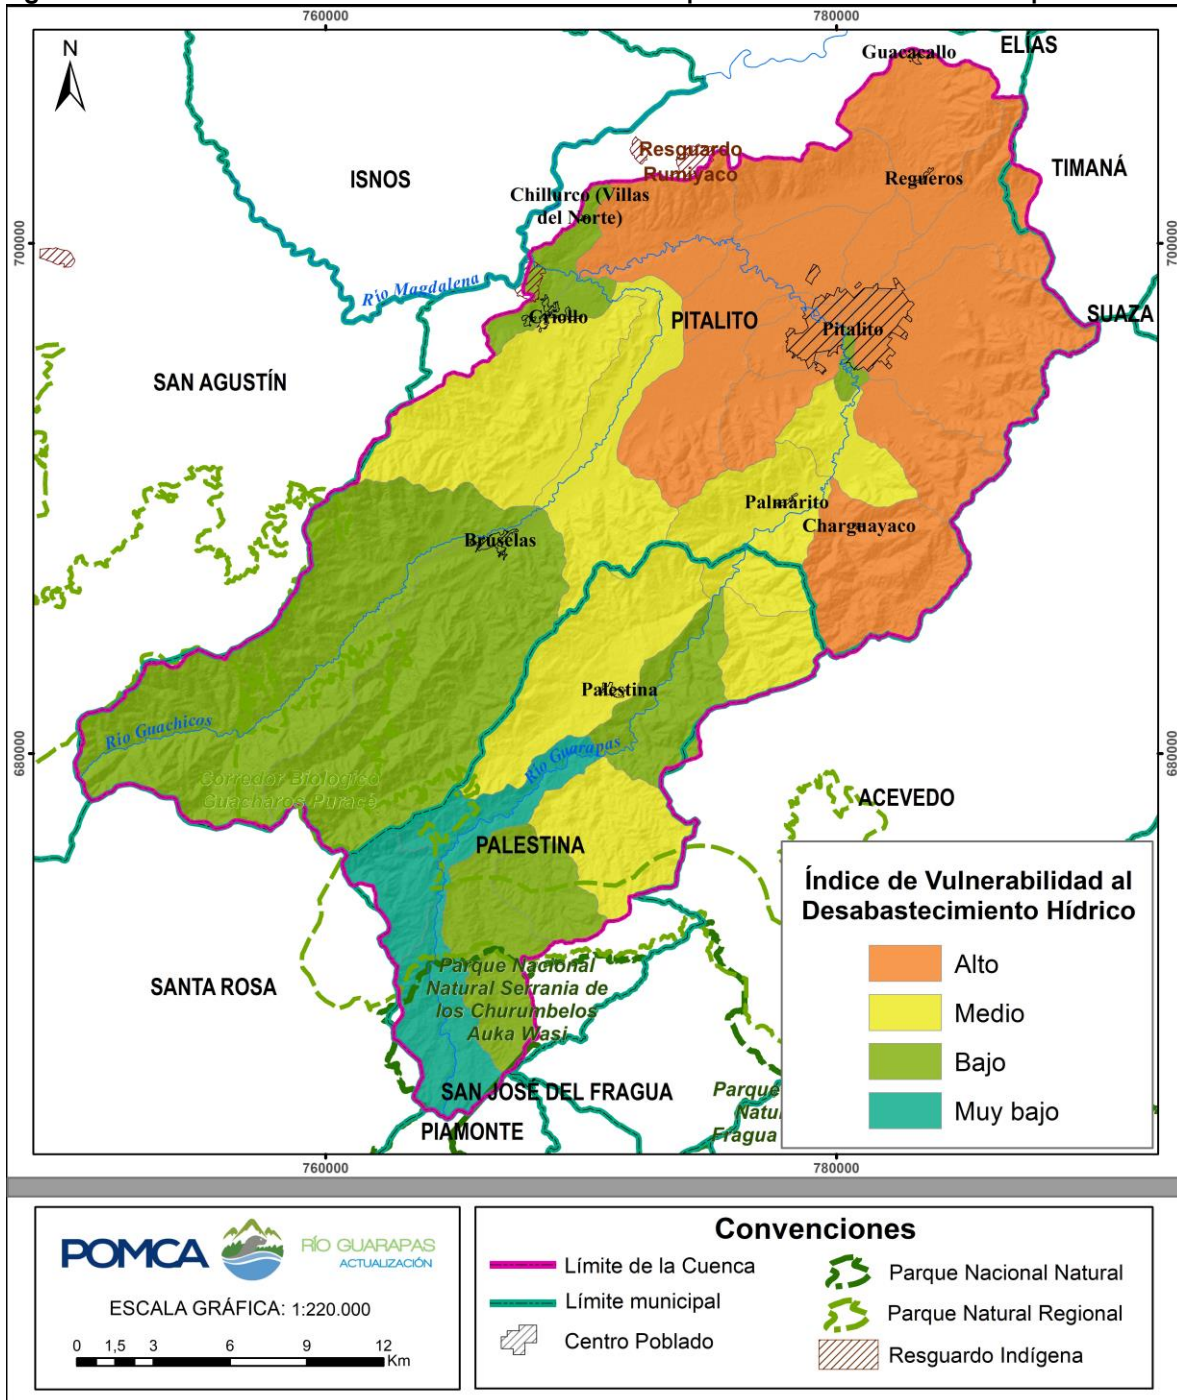 760000
780000
N
ELIAS
Guacacallo
Resguardo
Rumiyaco
ISNOS
TIMANÁ
Regueros
Chillurco (Villas
del Norte)
700000
700000
Río Magdalena
Criollo
PITALITO
Pitalito
SUAZA
SAN AGUSTÍN
Palmarito
Charguayaco
Bruselas
Palestina
Río Guachicos
Río Guarapas
680000
680000
Corredor Biologico
Guacharos Puracé
ACEVEDO
PALESTINA
Índice de Vulnerabilidad al
Desabastecimiento Hídrico
Alto
Medio
Bajo
Muy bajo
SANTA ROSA
Parque Nacional
Natural Serrania de
los Churumbelos
Auka Wasi
SAN JOSÉ DEL FRAGUA
Parque
Natu
Fragua
PIAMONTE
760000
780000
POMCA
RÍO GUARAPAS
ACTUALIZACIÓN
ESCALA GRÁFICA: 1:220.000
0 1,5 3 6 9 12
Km
Convenciones
Límite de la Cuenca
Límite municipal
Centro Poblado
Parque Nacional Natural
Parque Natural Regional
Resguardo Indígena